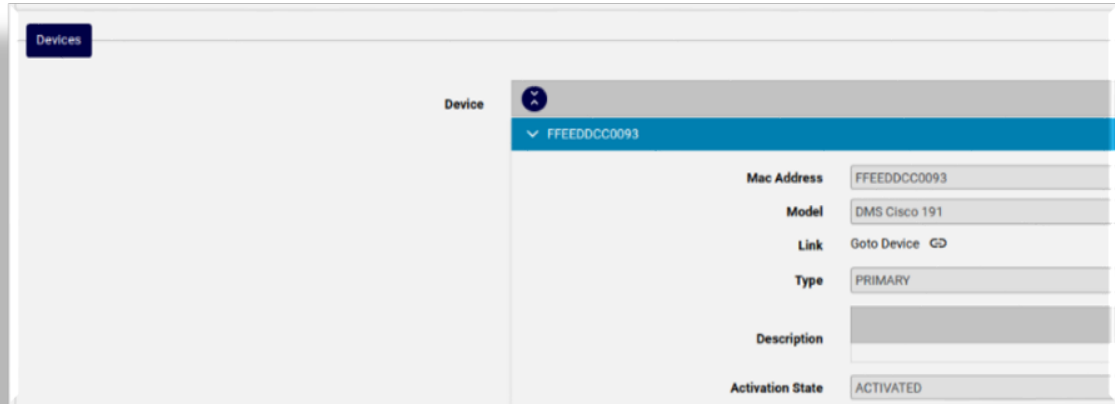 Devices
Device
FFEEDDCC0093
Mac Address FFEEDDCC0093
Model DMS Cisco 191
Link Goto Device
Type PRIMARY
Description
Activation State ACTIVATED